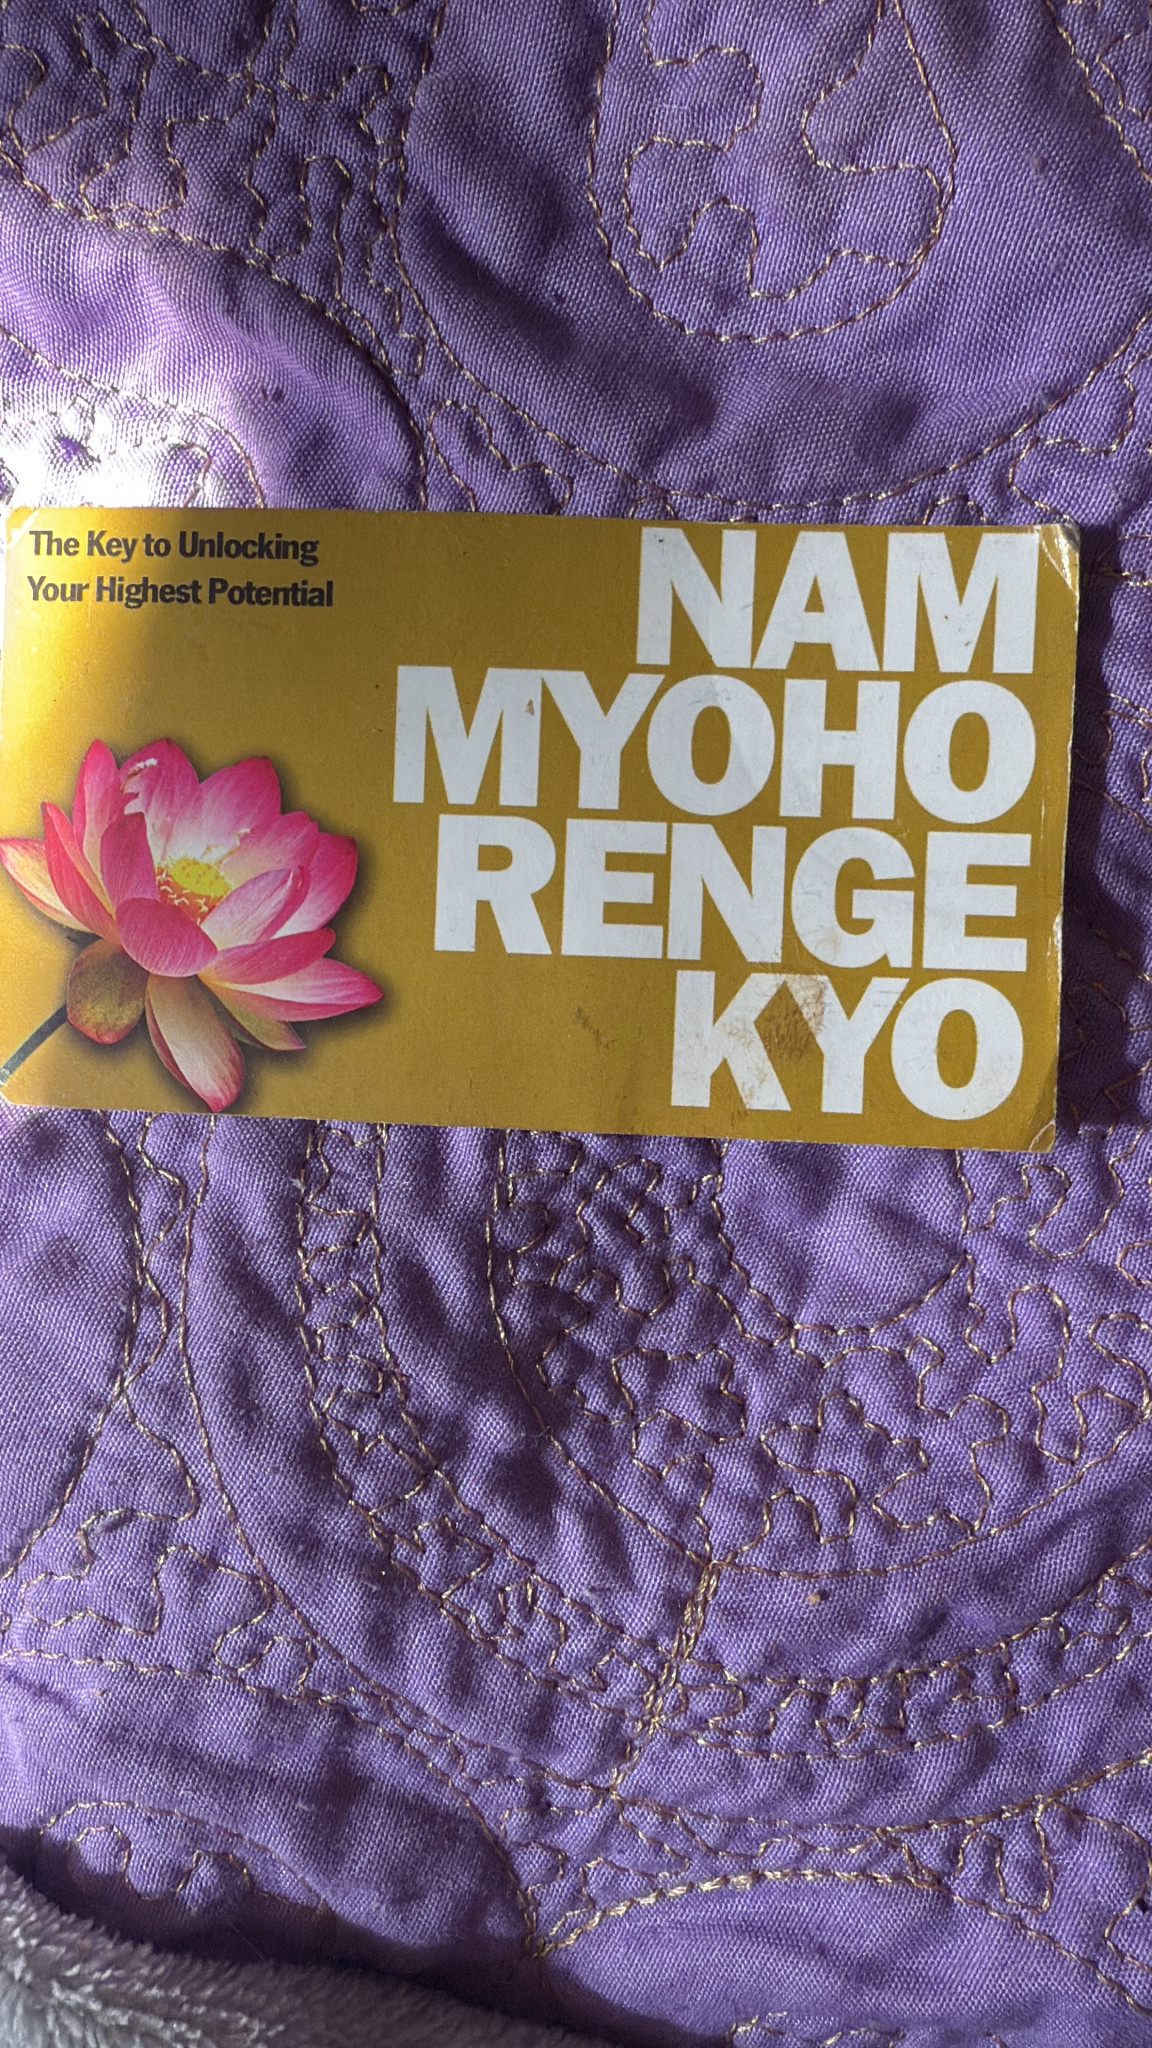 The Key to Unlocking
Your Highest Potential
NAM
MYOHO
RENGE
KYO